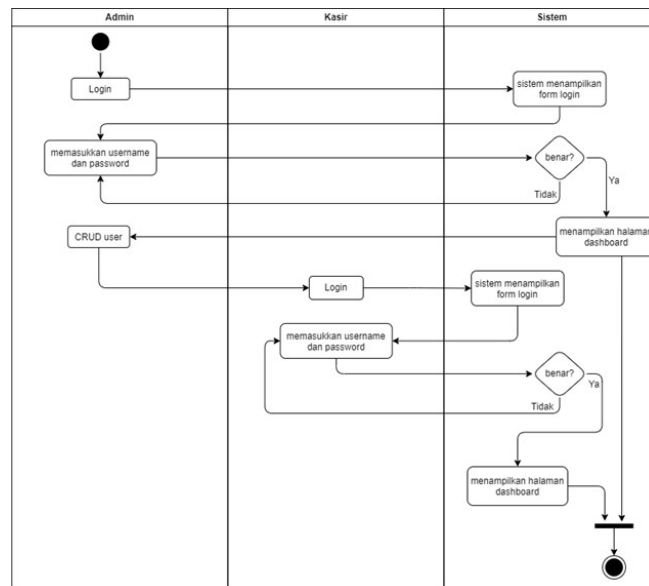 Admin
Kasir
Sistem
Login
sistem menampilkan
form login
memasukkan username
dan password
benar?
Ya
Tidak
CRUD user
menampilkan halaman
dashboard
Login
sistem menampilkan
form login
memasukkan username
dan password
benar?
Ya
Tidak
menampilkan halaman
dashboard